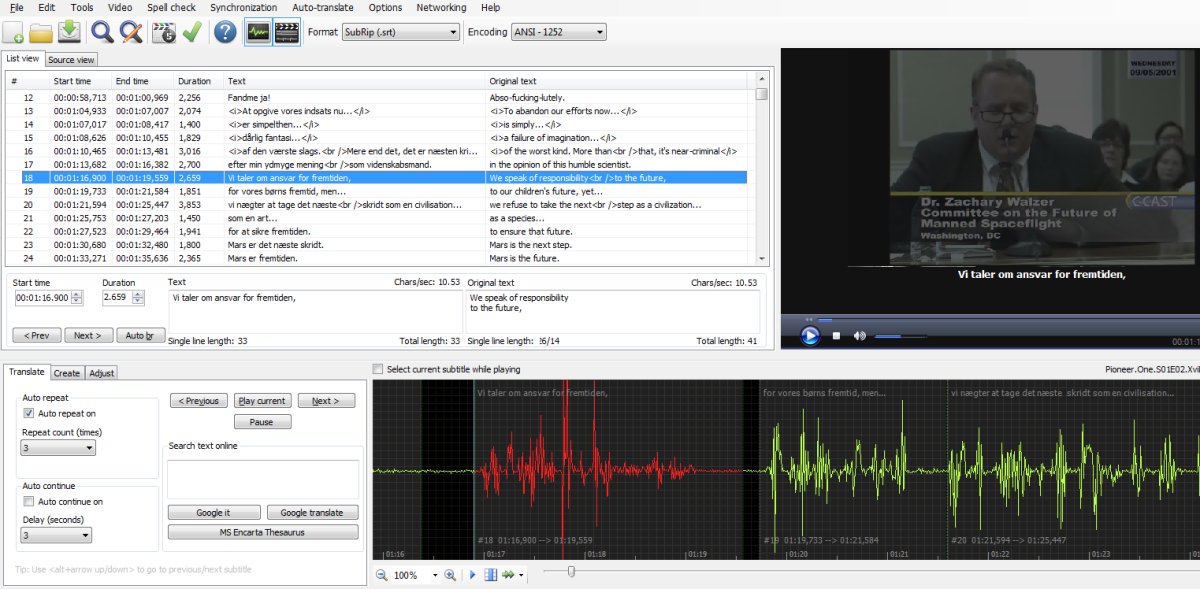 File Edit Tools Video Spell check Synchronization Auto-translate Options Networking Help
Format SubRip (.srt) Encoding ANSI - 1252
List view Source view
# Start time End time Duration Text Original text
12 00:00:58,713 00:01:00,969 2,256 Fandme ja! Abso-fucking-lutely.
13 00:01:04,933 00:01:07,007 2,074 <i>At opgive vores indsats nu...</i> <i>To abandon our efforts now...</i>
14 00:01:07,017 00:01:08,417 1,400 <i>er simpelthen...</i> <i>is simply...</i>
15 00:01:08,626 00:01:10,455 1,829 <i>dårlig fantasi...</i> <i>a failure of imagination...</i>
16 00:01:10,465 00:01:13,481 3,016 <i>af den værste slags.<br />Mere end det, det er næsten kri... <i>of the worst kind. More than<br />that, it's near-criminal</i>
17 00:01:13,682 00:01:16,382 2,700 efter min ydmyge mening<br />som videnskabsmand. in the opinion of this humble scientist.
18 00:01:16,900 00:01:19,559 2,659 Vi taler om ansvar for fremtiden, We speak of responsibility<br />to the future,
19 00:01:19,733 00:01:21,584 1,851 for vores børns fremtid, men... to our children's future, yet...
20 00:01:21,594 00:01:25,447 3,853 vi nægter at tage det næste<br />skridt som en civilisation... we refuse to take the next<br />step as a civilization...
21 00:01:25,753 00:01:27,203 1,450 som en art... as a species...
22 00:01:27,523 00:01:29,464 1,941 for at sikre fremtiden. to ensure that future.
23 00:01:30,680 00:01:32,480 1,800 Mars er det næste skridt. Mars is the next step.
24 00:01:33,271 00:01:35,636 2,365 Mars er fremtiden. Mars is the future.
Start time Duration Text Chars/sec: 10.53 Original text Chars/sec: 10.53
00:01:16.900 2.659 Vi taler om ansvar for fremtiden, We speak of responsibility
to the future,
< Prev Next > Auto br
Single line length: 33 Total length: 33 Single line length: 26/14 Total length: 41
WEDNESDAY
09/05/2001
Dr. Zachary Walzer
C-CAST
Committee on the Future of
Manned Spaceflight
Washington, DC
Vi taler om ansvar for fremtiden,
00:01:1
Translate Create Adjust
Auto repeat
Auto repeat on
Repeat count (times)
3
Auto continue
Auto continue on
Delay (seconds)
3
< Previous Play current Next >
Pause
Search text online
Google it Google translate
MS Encarta Thesaurus
Tip: Use <alt+arrow up/down> to go to previous/next subtitle
Select current subtitle while playing Pioneer.One.S01E02.Xvi
Vi taler om ansvar for fremtiden, for vores børns fremtid, men... vi nægter at tage det næste skridt som en civilisation...
#18 01:16,900 --> 01:19,559 #19 19,733 --> 01:21,584 #20 01:21,594 --> 01:25,447
01:16 01:17 01:18 01:19 01:20 01:21 01:22 01:23
100%